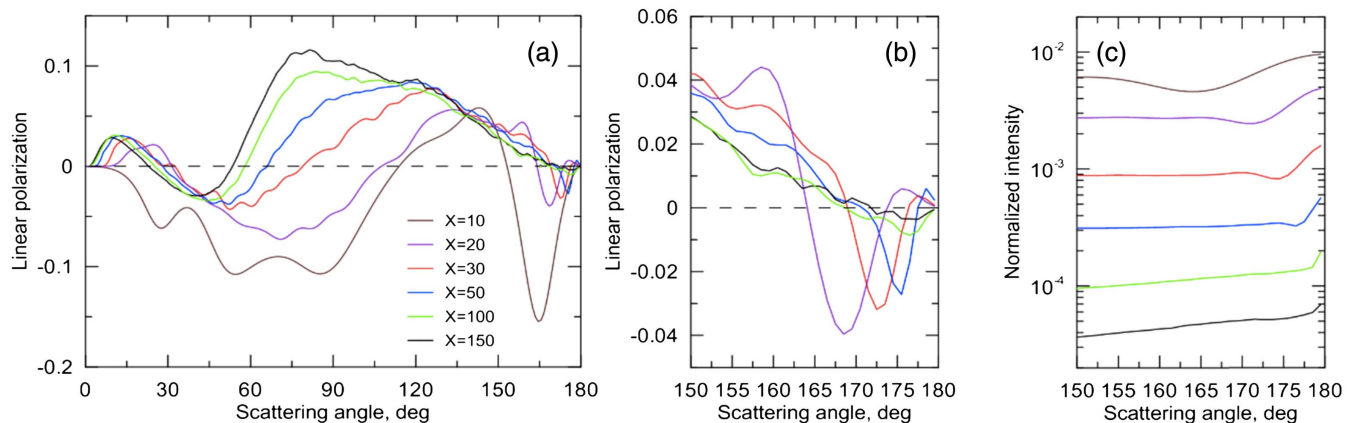 (a)
Linear polarization
0.1
0
-0.1
-0.2
X=10
X=20
X=30
X=50
X=100
X=150
0 30 60 90 120 150 180
Scattering angle, deg
(b)
Linear polarization
0.06
0.04
0.02
0
-0.02
-0.04
150 155 160 165 170 175 180
Scattering angle, deg
(c)
Normalized intensity
10-2
10-3
10-4
150 155 160 165 170 175 180
Scattering angle, deg